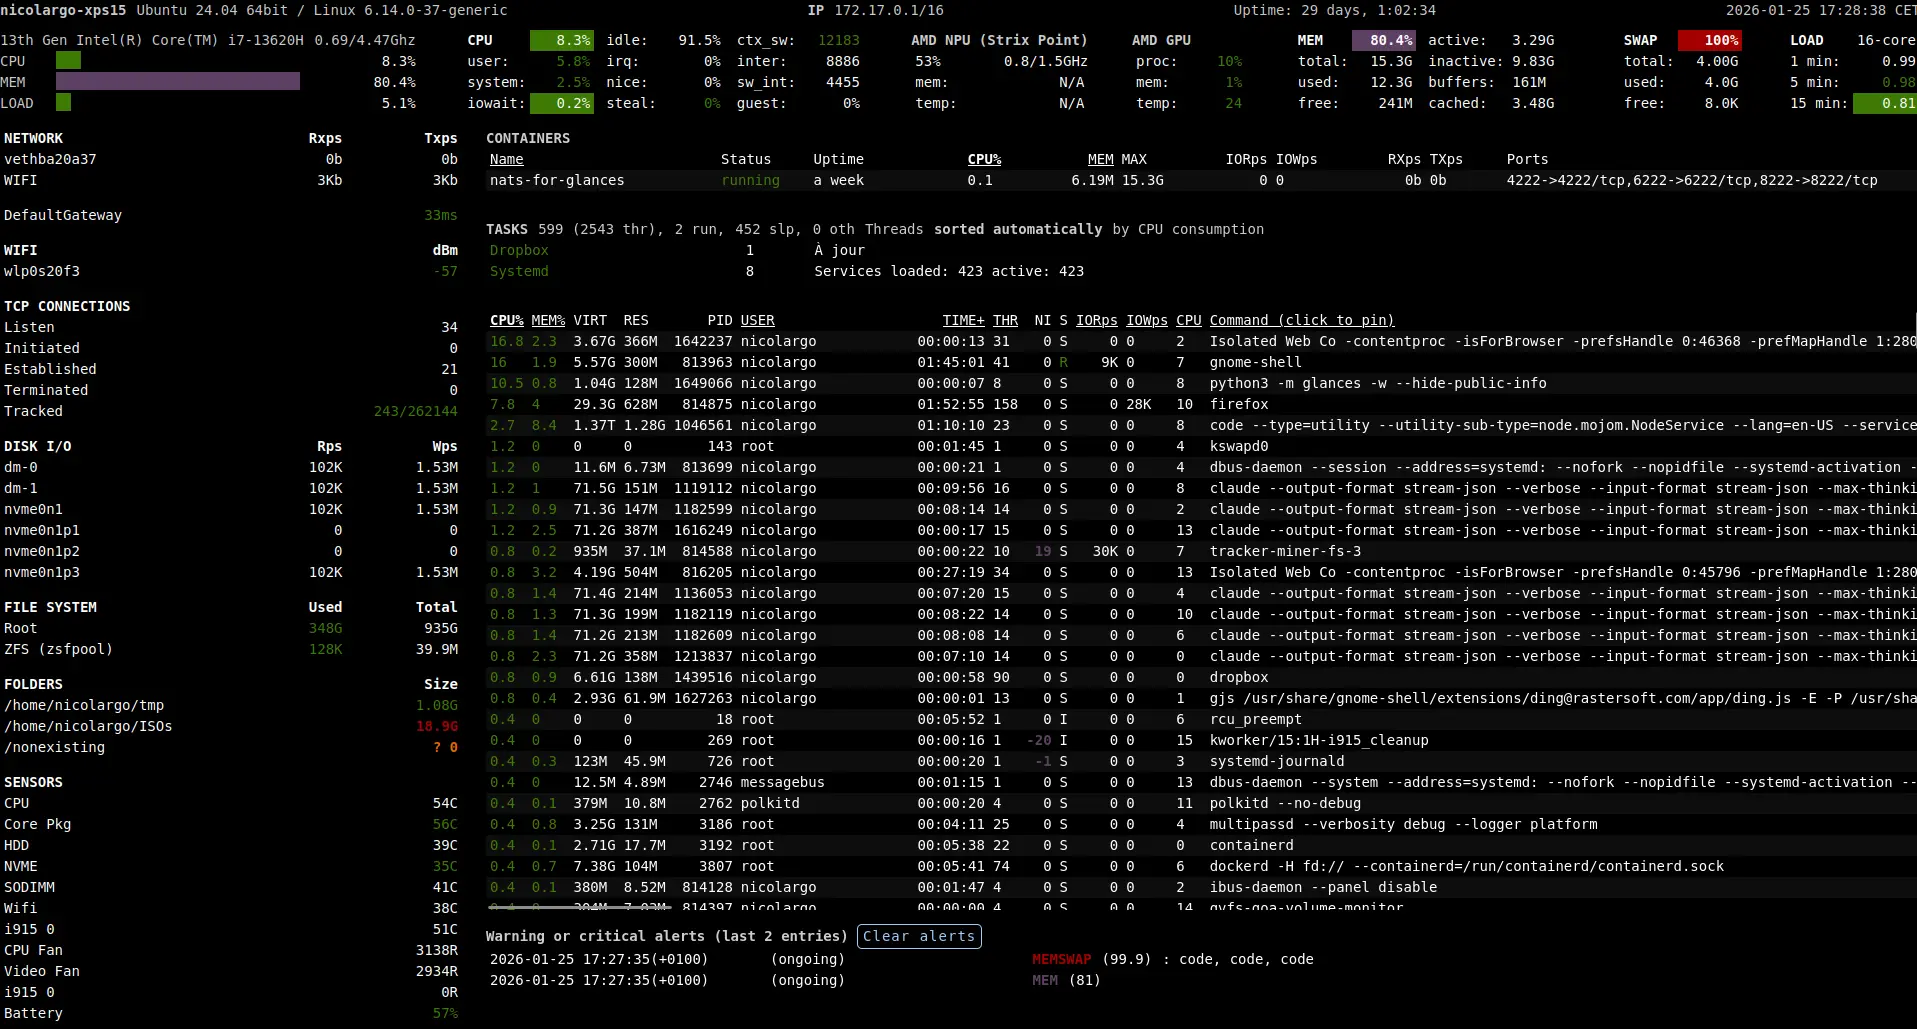 nicolargo-xps15 Ubuntu 24.04 64bit / Linux 6.14.0-37-generic IP 172.17.0.1/16 Uptime: 29 days, 1:02:34 2026-01-25 17:28:38 CET
13th Gen Intel(R) Core(TM) i7-13620H 0.69/4.47Ghz CPU 8.3% idle: 91.5% ctx_sw: 12183 AMD NPU (Strix Point) AMD GPU MEM 80.4% active: 3.29G SWAP 100% LOAD 16-core
CPU 8.3% user: 5.8% irq: 0% inter: 8886 53% 0.8/1.5GHz proc: 10% total: 15.3G inactive: 9.83G total: 4.00G 1 min: 0.99
MEM 80.4% system: 2.5% nice: 0% sw_int: 4455 mem: N/A mem: 1% used: 12.3G buffers: 161M used: 4.0G 5 min: 0.98
LOAD 5.1% iowait: 0.2% steal: 0% guest: 0% temp: N/A temp: 24 free: 241M cached: 3.48G free: 8.0K 15 min: 0.81
NETWORK Rxps Txps
vethba20a37 0b 0b
WIFI 3Kb 3Kb
DefaultGateway 33ms
WIFI dBm
wlp0s20f3 -57
TCP CONNECTIONS
Listen 34
Initiated 0
Established 21
Terminated 0
Tracked 243/262144
DISK I/O Rps Wps
dm-0 102K 1.53M
dm-1 102K 1.53M
nvme0n1 102K 1.53M
nvme0n1p1 0 0
nvme0n1p2 0 0
nvme0n1p3 102K 1.53M
FILE SYSTEM Used Total
Root 348G 935G
ZFS (zsfpool) 128K 39.9M
FOLDERS Size
/home/nicolargo/tmp 1.08G
/home/nicolargo/ISOs 18.9G
/nonexisting ? 0
SENSORS
CPU 54C
Core Pkg 56C
HDD 39C
NVME 35C
SODIMM 41C
Wifi 38C
i915 0 51C
CPU Fan 3138R
Video Fan 2934R
i915 0 0R
Battery 57%
CONTAINERS
Name Status Uptime CPU% MEM MAX IORps IOWps RXps TXps Ports
nats-for-glances running a week 0.1 6.19M 15.3G 0 0 0b 0b 4222->4222/tcp,6222->6222/tcp,8222->8222/tcp
TASKS 599 (2543 thr), 2 run, 452 slp, 0 oth Threads sorted automatically by CPU consumption
Dropbox 1 À jour
Systemd 8 Services loaded: 423 active: 423
CPU% MEM% VIRT RES PID USER TIME+ THR NI S IORps IOWps CPU Command (click to pin)
16.8 2.3 3.67G 366M 1642237 nicolargo 00:00:13 31 0 S 0 0 2 Isolated Web Co -contentproc -isForBrowser -prefsHandle 0:46368 -prefMapHandle 1:280
16 1.9 5.57G 300M 813963 nicolargo 01:45:01 41 0 R 9K 0 7 gnome-shell
10.5 0.8 1.04G 128M 1649066 nicolargo 00:00:07 8 0 S 0 0 8 python3 -m glances -w --hide-public-info
7.8 4 29.3G 628M 814875 nicolargo 01:52:55 158 0 S 0 28K 10 firefox
2.7 8.4 1.37T 1.28G 1046561 nicolargo 01:10:10 23 0 S 0 0 8 code --type=utility --utility-sub-type=node.mojom.NodeService --lang=en-US --service
1.2 0 0 0 143 root 00:01:45 1 0 S 0 0 4 kswapd0
1.2 0 11.6M 6.73M 813699 nicolargo 00:00:21 1 0 S 0 0 4 dbus-daemon --session --address=systemd: --nofork --nopidfile --systemd-activation -
1.2 1 71.5G 151M 1119112 nicolargo 00:09:56 16 0 S 0 0 8 claude --output-format stream-json --verbose --input-format stream-json --max-thinki
1.2 0.9 71.3G 147M 1182599 nicolargo 00:08:14 14 0 S 0 0 2 claude --output-format stream-json --verbose --input-format stream-json --max-thinki
1.2 2.5 71.2G 387M 1616249 nicolargo 00:00:17 15 0 S 0 0 13 claude --output-format stream-json --verbose --input-format stream-json --max-thinki
0.8 0.2 935M 37.1M 814588 nicolargo 00:00:22 10 19 S 30K 0 7 tracker-miner-fs-3
0.8 3.2 4.19G 504M 816205 nicolargo 00:27:19 34 0 S 0 0 13 Isolated Web Co -contentproc -isForBrowser -prefsHandle 0:45796 -prefMapHandle 1:280
0.8 1.4 71.4G 214M 1136053 nicolargo 00:07:20 15 0 S 0 0 4 claude --output-format stream-json --verbose --input-format stream-json --max-thinki
0.8 1.3 71.3G 199M 1182119 nicolargo 00:08:22 14 0 S 0 0 10 claude --output-format stream-json --verbose --input-format stream-json --max-thinki
0.8 1.4 71.2G 213M 1182609 nicolargo 00:08:08 14 0 S 0 0 6 claude --output-format stream-json --verbose --input-format stream-json --max-thinki
0.8 2.3 71.2G 358M 1213837 nicolargo 00:07:10 14 0 S 0 0 0 claude --output-format stream-json --verbose --input-format stream-json --max-thinki
0.8 0.9 6.61G 138M 1439516 nicolargo 00:00:58 90 0 S 0 0 0 dropbox
0.8 0.4 2.93G 61.9M 1627263 nicolargo 00:00:01 13 0 S 0 0 1 gjs /usr/share/gnome-shell/extensions/ding@rastersoft.com/app/ding.js -E -P /usr/sha
0.4 0 0 0 18 root 00:05:52 1 0 I 0 0 6 rcu_preempt
0.4 0 0 0 269 root 00:00:16 1 -20 I 0 0 15 kworker/15:1H-i915_cleanup
0.4 0.3 123M 45.9M 726 root 00:00:20 1 -1 S 0 0 3 systemd-journald
0.4 0 12.5M 4.89M 2746 messagebus 00:01:15 1 0 S 0 0 13 dbus-daemon --system --address=systemd: --nofork --nopidfile --systemd-activation --
0.4 0.1 379M 10.8M 2762 polkitd 00:00:20 4 0 S 0 0 11 polkitd --no-debug
0.4 0.8 3.25G 131M 3186 root 00:04:11 25 0 S 0 0 4 multipassd --verbosity debug --logger platform
0.4 0.1 2.71G 17.7M 3192 root 00:05:38 22 0 S 0 0 0 containerd
0.4 0.7 7.38G 104M 3807 root 00:05:41 74 0 S 0 0 6 dockerd -H fd:// --containerd=/run/containerd/containerd.sock
0.4 0.1 380M 8.52M 814128 nicolargo 00:01:47 4 0 S 0 0 2 ibus-daemon --panel disable
814397 nicolargo 00:00:00 4 0 S 0 0 14 gvfs-goa-volume-monitor
Warning or critical alerts (last 2 entries) Clear alerts
2026-01-25 17:27:35(+0100) (ongoing) MEMSWAP (99.9) : code, code, code
2026-01-25 17:27:35(+0100) (ongoing) MEM (81)